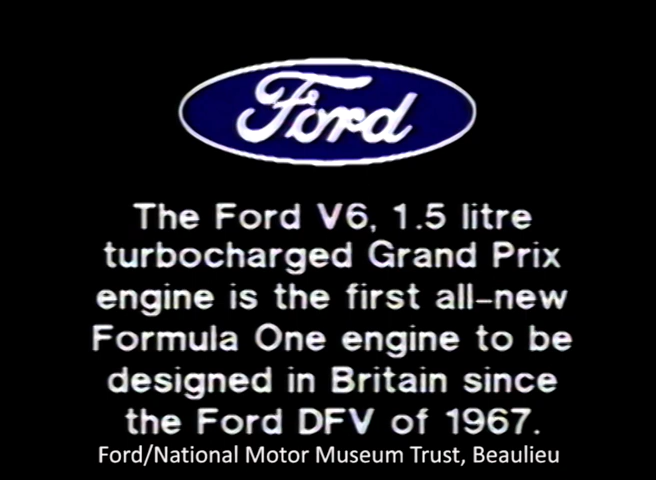 Ford
The Ford V6, 1.5 litre
turbocharged Grand Prix
engine is the first all-new
Formula One engine to be
designed in Britain since
the Ford DFV of 1967.
Ford/National Motor Museum Trust, Beaulieu